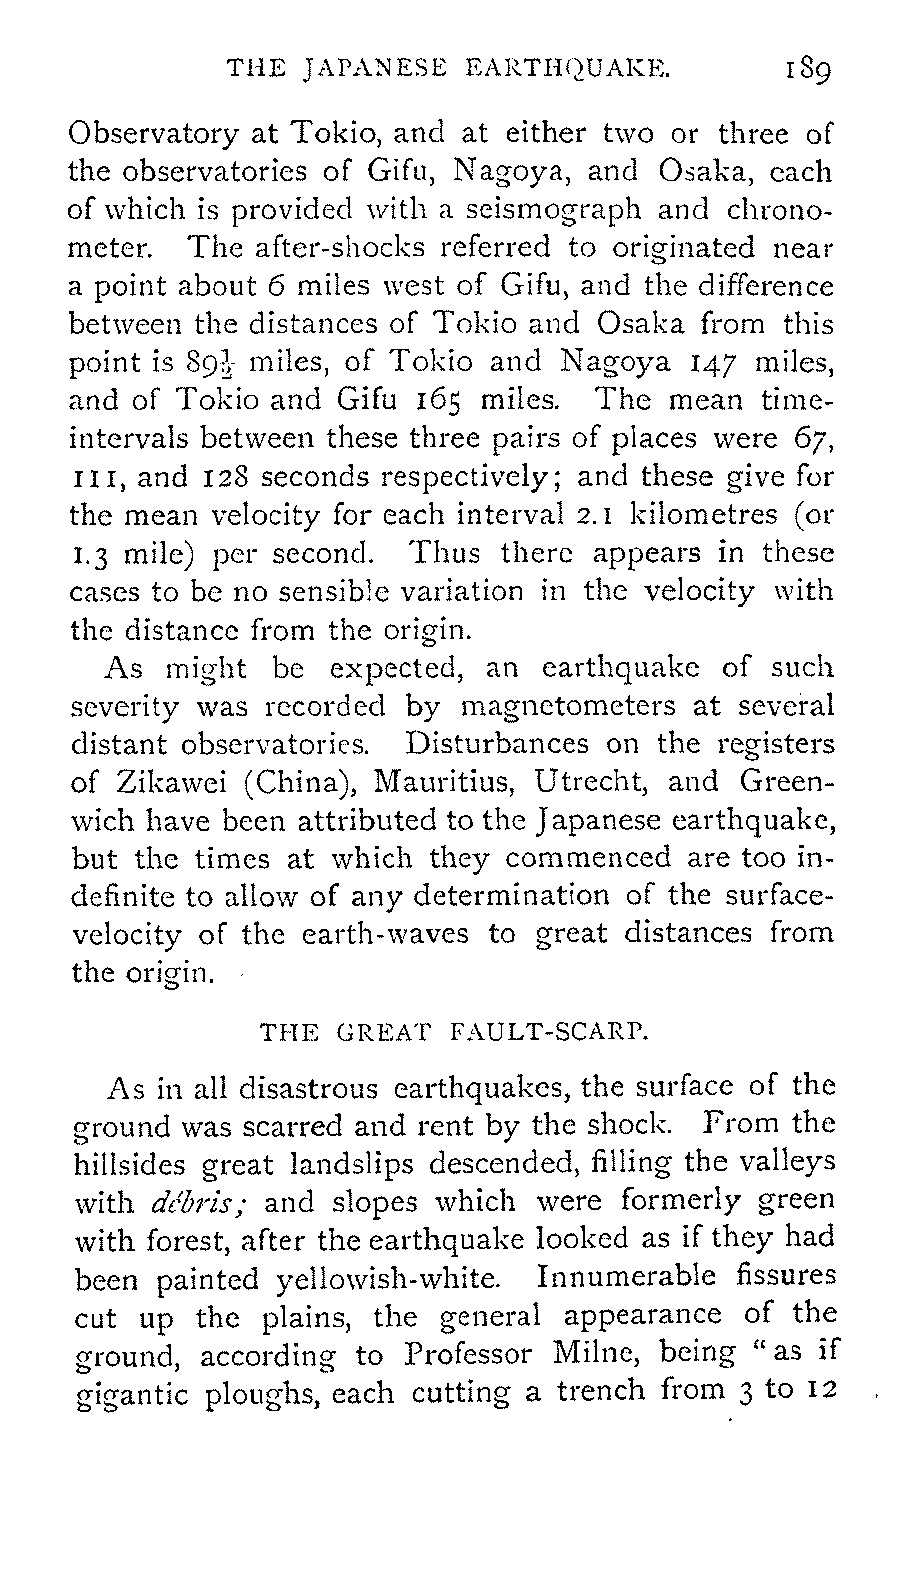 THE JAPANESE EARTHQUAKE. 189
Observatory at Tokio, and at either two or three of
the observatories of Gifu, Nagoya, and Osaka, each
of which is provided with a seismograph and chrono-
meter. The after-shocks referred to originated near
a point about 6 miles west of Gifu, and the difference
between the distances of Tokio and Osaka from this
point is 89½ miles, of Tokio and Nagoya 147 miles,
and of Tokio and Gifu 165 miles. The mean time-
intervals between these three pairs of places were 67,
111, and 128 seconds respectively; and these give for
the mean velocity for each interval 2.1 kilometres (or
1.3 mile) per second. Thus there appears in these
cases to be no sensible variation in the velocity with
the distance from the origin.
As might be expected, an earthquake of such
severity was recorded by magnetometers at several
distant observatories. Disturbances on the registers
of Zikawei (China), Mauritius, Utrecht, and Green-
wich have been attributed to the Japanese earthquake,
but the times at which they commenced are too in-
definite to allow of any determination of the surface-
velocity of the earth-waves to great distances from
the origin.
THE GREAT FAULT-SCARP.
As in all disastrous earthquakes, the surface of the
ground was scarred and rent by the shock. From the
hillsides great landslips descended, filling the valleys
with débris; and slopes which were formerly green
with forest, after the earthquake looked as if they had
been painted yellowish-white. Innumerable fissures
cut up the plains, the general appearance of the
ground, according to Professor Milne, being "as if
gigantic ploughs, each cutting a trench from 3 to 12